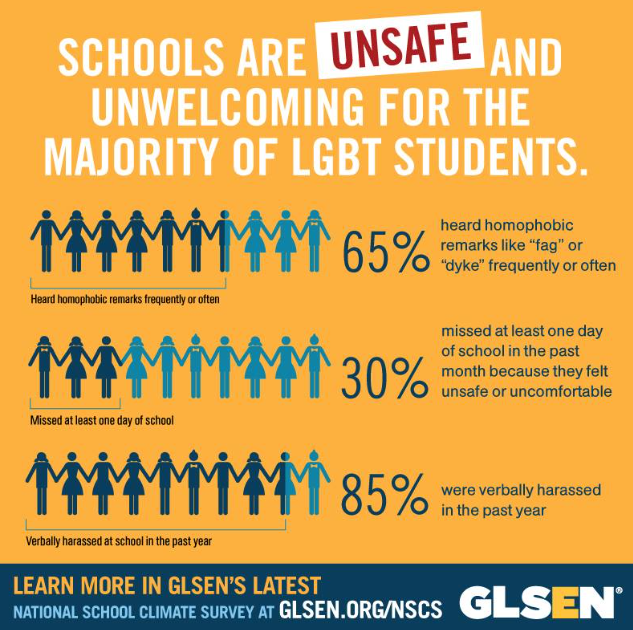 SCHOOLS ARE UNSAFE AND
UNWELCOMING FOR THE
MAJORITY OF LGBT STUDENTS.
65%
heard homophobic
remarks like “fag” or
“dyke” frequently or often
Heard homophobic remarks frequently or often
30%
missed at least one day
of school in the past
month because they felt
unsafe or uncomfortable
Missed at least one day of school
85%
were verbally harassed
in the past year
Verbally harassed at school in the past year
LEARN MORE IN GLSEN'S LATEST
NATIONAL SCHOOL CLIMATE SURVEY AT GLSEN.ORG/NSCS
GLSEN®